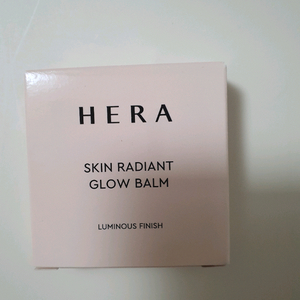 HERA
SKIN RADIANT
GLOW BALM
LUMINOUS FINISH